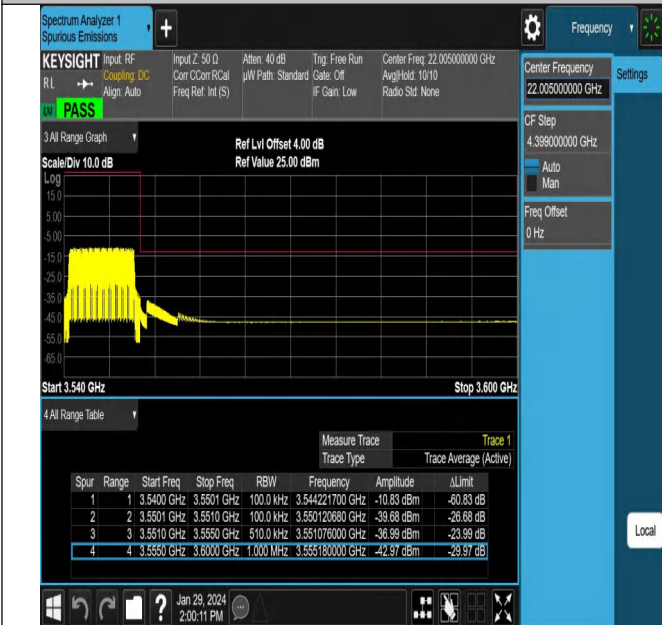 Spectrum Analyzer 1
Spurious Emissions
Frequency
KEYSIGHT
RL
Input: RF
Coupling: DC
Align: Auto
Input Z: 50 Ω
Corr CCorr RCal
Freq Ref: Int (S)
Atten: 40 dB
µW Path: Standard
Trig: Free Run
Gate: Off
IF Gain: Low
Center Freq: 22.005000000 GHz
Avg|Hold: 10/10
Radio Std: None
PASS
Center Frequency
22.005000000 GHz
Settings
CF Step
4.399000000 GHz
Auto
Man
Freq Offset
0 Hz
Local
3 All Range Graph
Scale/Div 10.0 dB
Ref Lvl Offset 4.00 dB
Ref Value 25.00 dBm
Log
15.0
5.00
-5.00
-15.0
-25.0
-35.0
-45.0
-55.0
-65.0
Start 3.540 GHz
Stop 3.600 GHz
4 All Range Table
Measure Trace Trace 1
Trace Type Trace Average (Active)
Spur Range Start Freq Stop Freq RBW Frequency Amplitude ΔLimit
1 1 3.5400 GHz 3.5501 GHz 100.0 kHz 3.544221700 GHz -10.83 dBm -60.83 dB
2 2 3.5501 GHz 3.5510 GHz 100.0 kHz 3.550120680 GHz -39.68 dBm -26.68 dB
3 3 3.5510 GHz 3.5550 GHz 510.0 kHz 3.551076000 GHz -36.99 dBm -23.99 dB
4 4 3.5550 GHz 3.6000 GHz 1.000 MHz 3.555180000 GHz -42.97 dBm -29.97 dB
Jan 29, 2024
2:00:11 PM